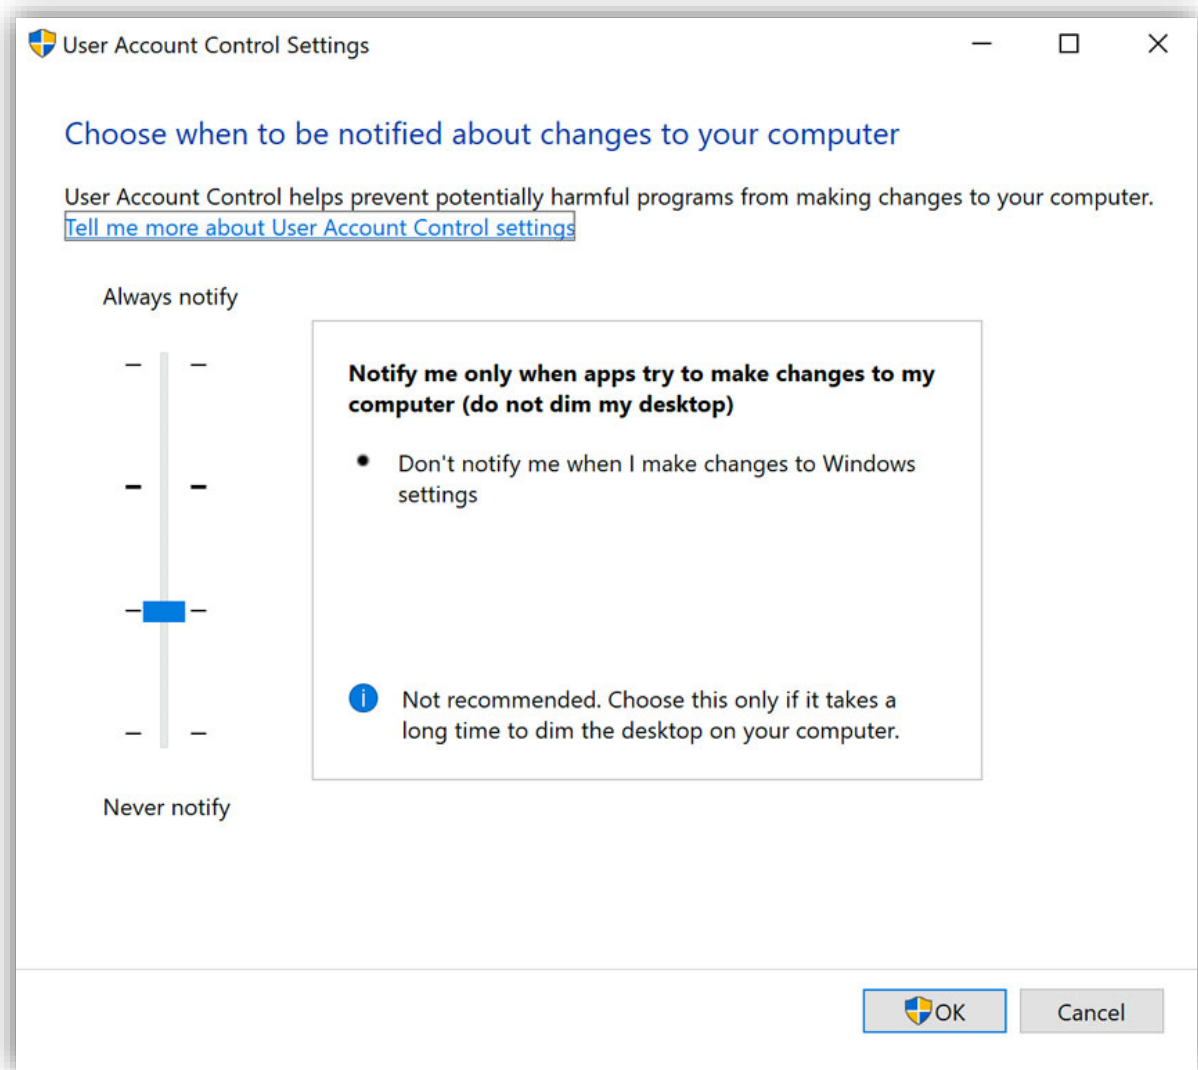 User Account Control Settings
Choose when to be notified about changes to your computer
User Account Control helps prevent potentially harmful programs from making changes to your computer.
Tell me more about User Account Control settings
Always notify
Notify me only when apps try to make changes to my
computer (do not dim my desktop)
Don't notify me when I make changes to Windows
settings
Not recommended. Choose this only if it takes a
long time to dim the desktop on your computer.
Never notify
OK
Cancel